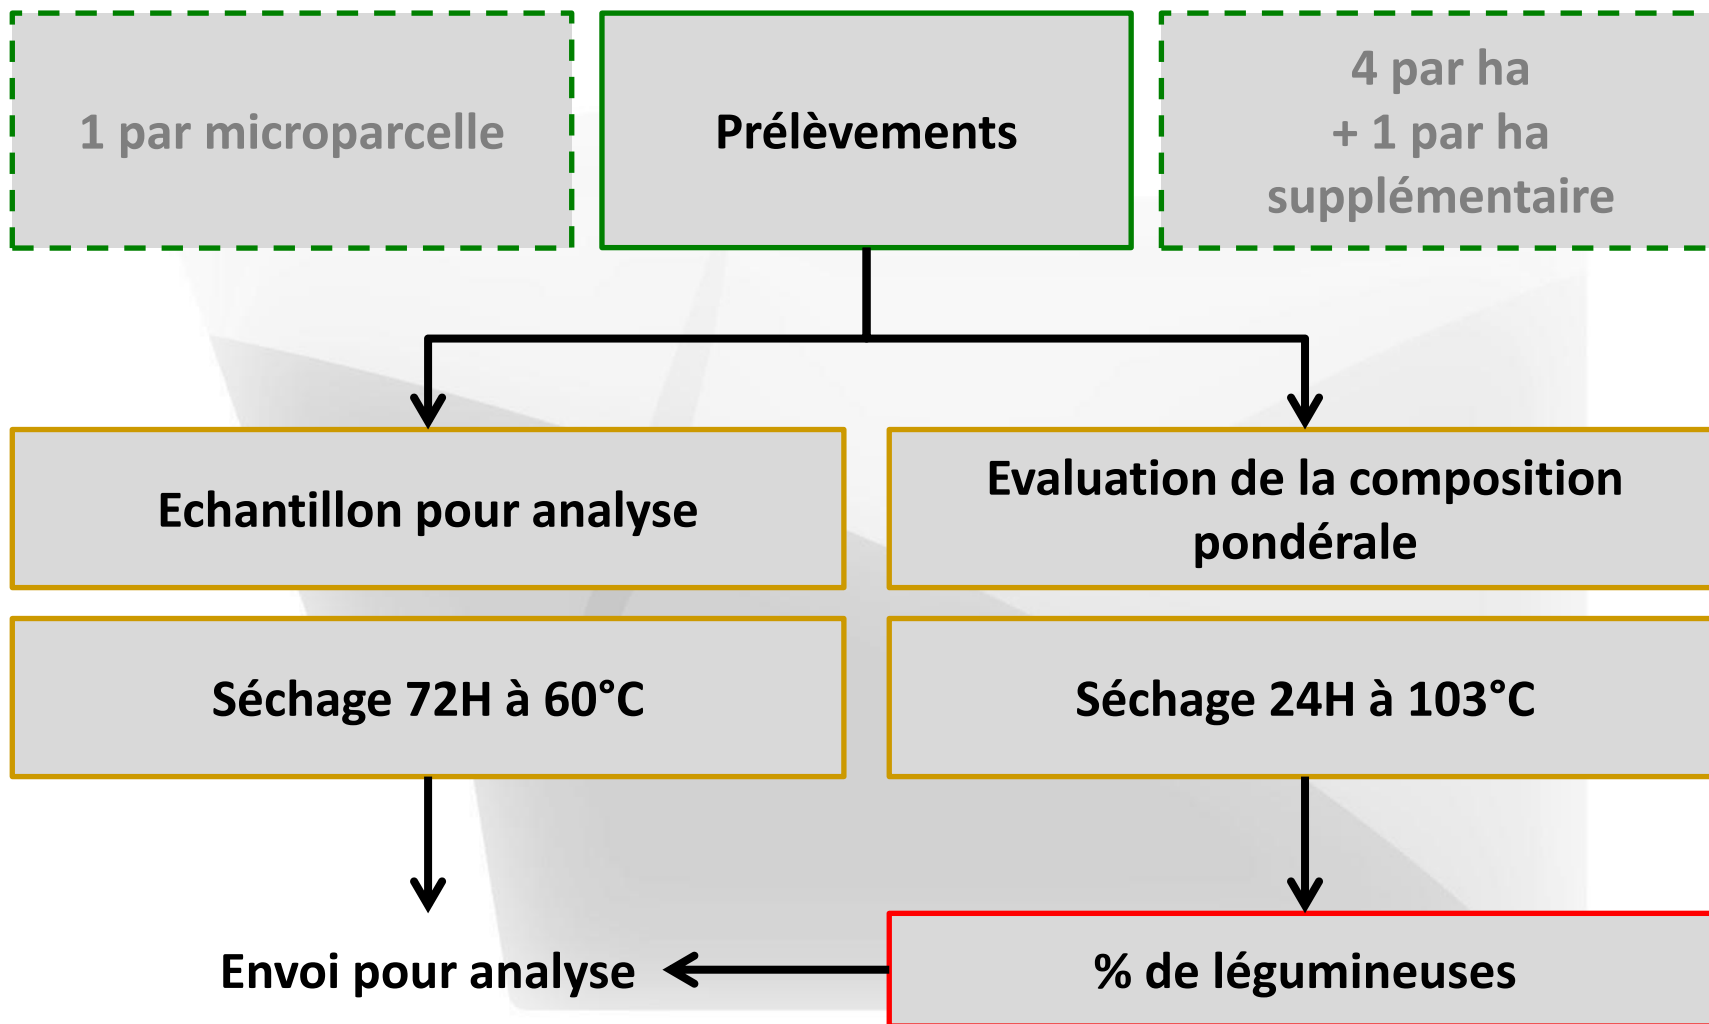 1 par microparcelle
Prélèvements
4 par ha
+ 1 par ha
supplémentaire
Echantillon pour analyse
Evaluation de la composition
pondérale
Séchage 72H à 60°C
Séchage 24H à 103°C
Envoi pour analyse
% de légumineuses